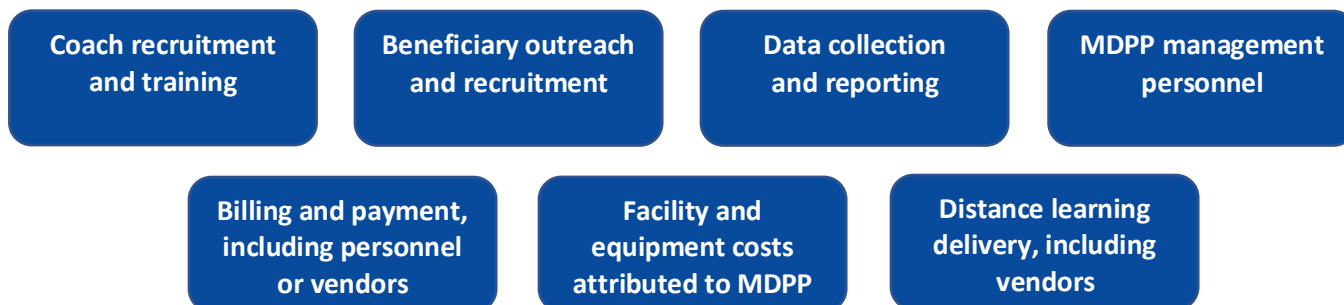 Coach recruitment
and training
Beneficiary outreach
and recruitment
Data collection
and reporting
MDPP management
personnel
Billing and payment,
including personnel
or vendors
Facility and
equipment costs
attributed to MDPP
Distance learning
delivery, including
vendors